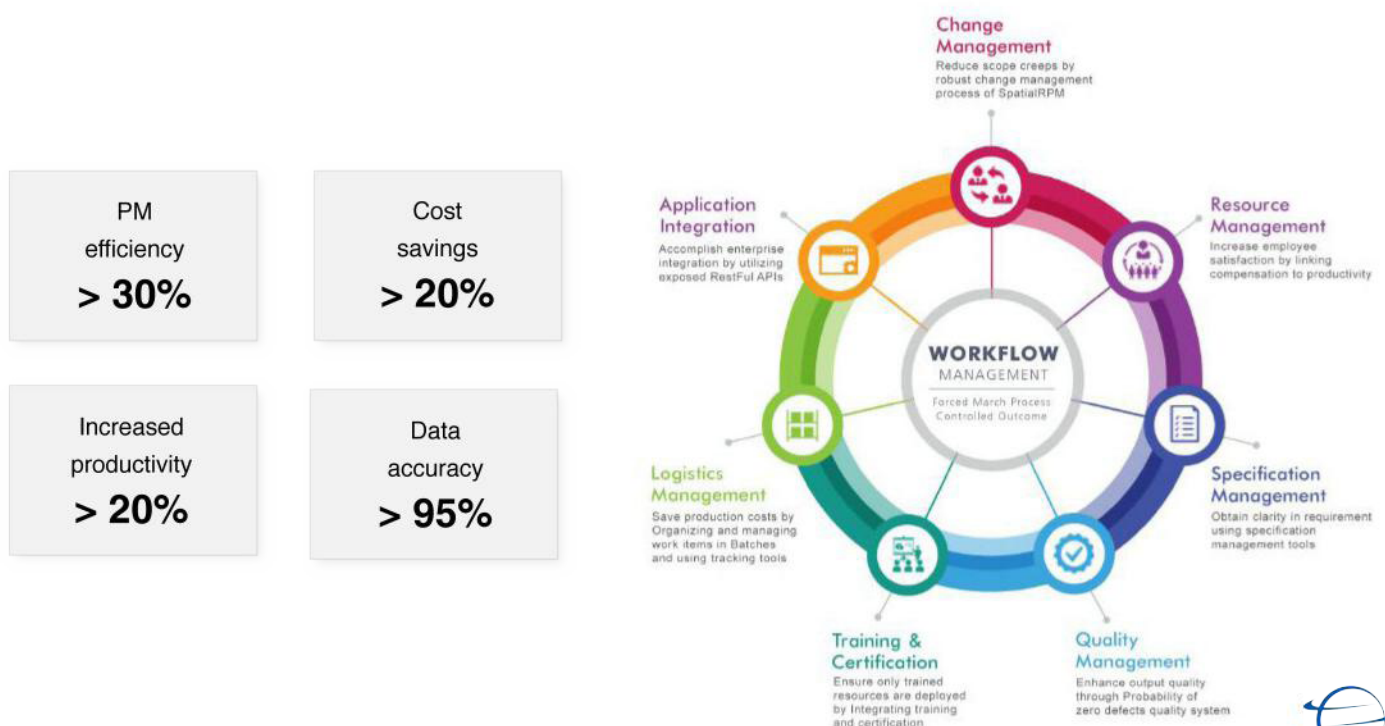 PM
efficiency
> 30%
Cost
savings
> 20%
Increased
productivity
> 20%
Data
accuracy
> 95%
Change
Management
Reduce scope creeps by
robust change management
process of SpatialRPM
Resource
Management
Increase employee
satisfaction by linking
compensation to productivity
Specification
Management
Obtain clarity in requirement
using specification
management tools
Quality
Management
Enhance output quality
through Probability of
zero defects quality system
Training &
Certification
Ensure only trained
resources are deployed
by Integrating training
and certification
Logistics
Management
Save production costs by
Organizing and managing
work items in Batches
and using tracking tools
Application
Integration
Accomplish enterprise
integration by utilizing
exposed RestFul APIs
WORKFLOW
MANAGEMENT
Forced March Process
Controlled Outcome